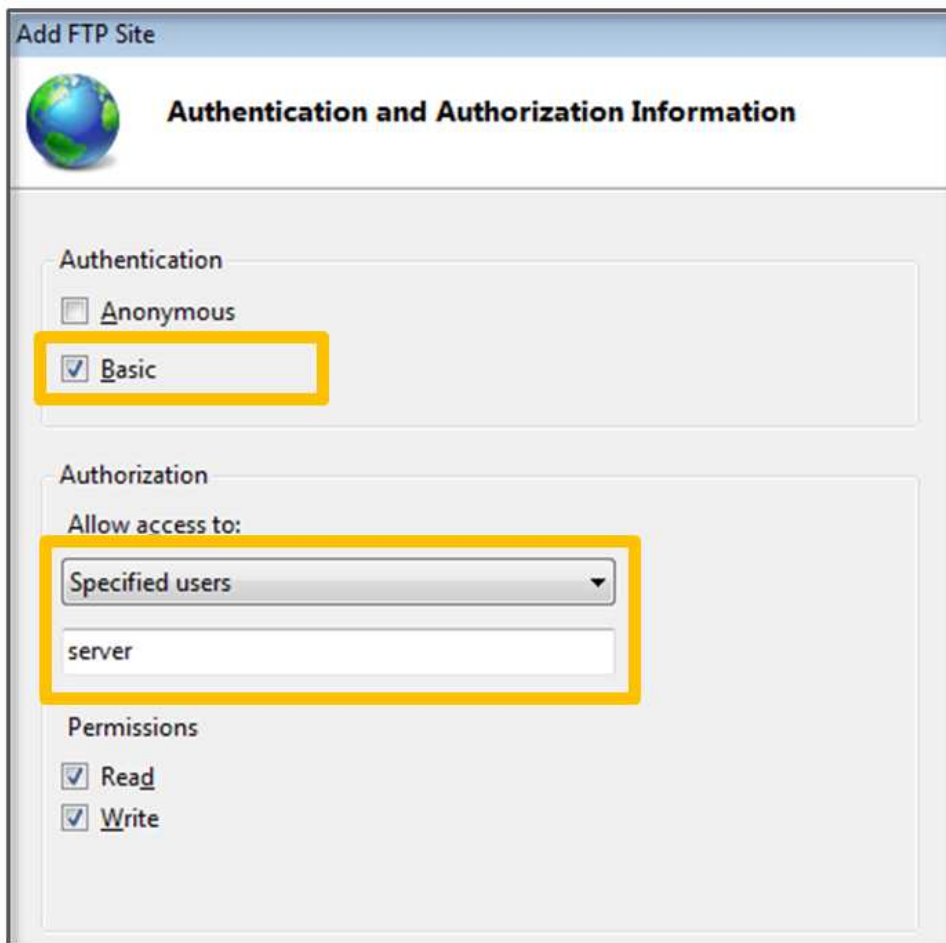 Add FTP Site
Authentication and Authorization Information
Authentication
Anonymous
Basic
Authorization
Allow access to:
Specified users
server
Permissions
Read
Write